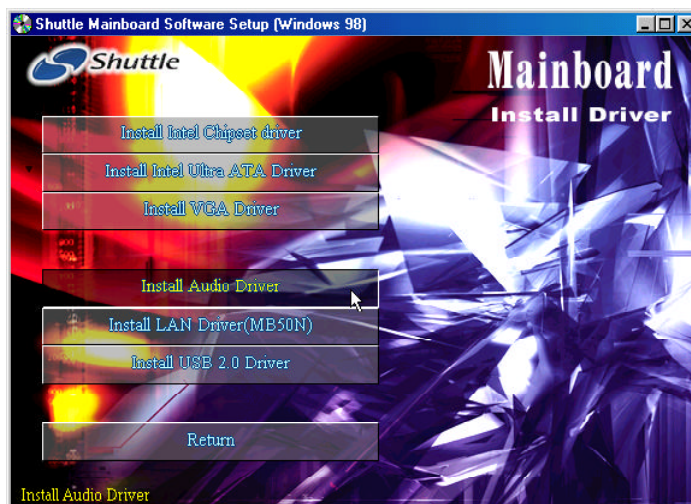 Shuttle Mainboard Software Setup (Windows 98)
Shuttle
Mainboard
Install Driver
Install Intel Chipset driver
Install Intel Ultra ATA Driver
Install VGA Driver
Install Audio Driver
Install LAN Driver(MB50N)
Install USB 2.0 Driver
Return
Install Audio Driver